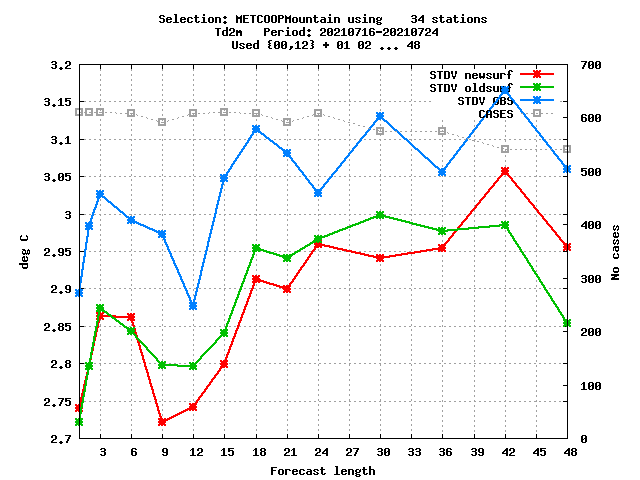 Selection: METCOOPMountain using    34 stations
Td2m   Period: 20210716-20210724
Used {00,12} + 01 02 ... 48
STDV newsurf
STDV oldsurf
STDV OBS
CASES
3.2
3.15
3.1
3.05
3
2.95
2.9
2.85
2.8
2.75
2.7
deg C
700
600
500
400
300
200
100
0
No cases
3 6 9 12 15 18 21 24 27 30 33 36 39 42 45 48
Forecast length